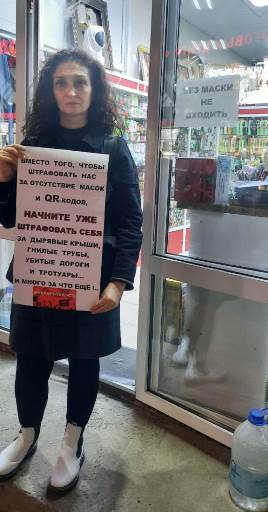 ВМЕСТО ТОГО, ЧТОБЫ
ШТРАФОВАТЬ НАС
ЗА ОТСУТСТВИЕ МАСОК
И QR-КОДОВ,
НАЧНИТЕ УЖЕ
ШТРАФОВАТЬ СЕБЯ
ЗА ДЫРЯВЫЕ КРЫШИ,
ГНИЛЫЕ ТРУБЫ,
УБИТЫЕ ДОРОГИ
И ТРОТУАРЫ...
И МНОГО ЗА ЧТО ЕЩЕ!..
БЕЗ МАСКИ
НЕ
ВХОДИТЬ